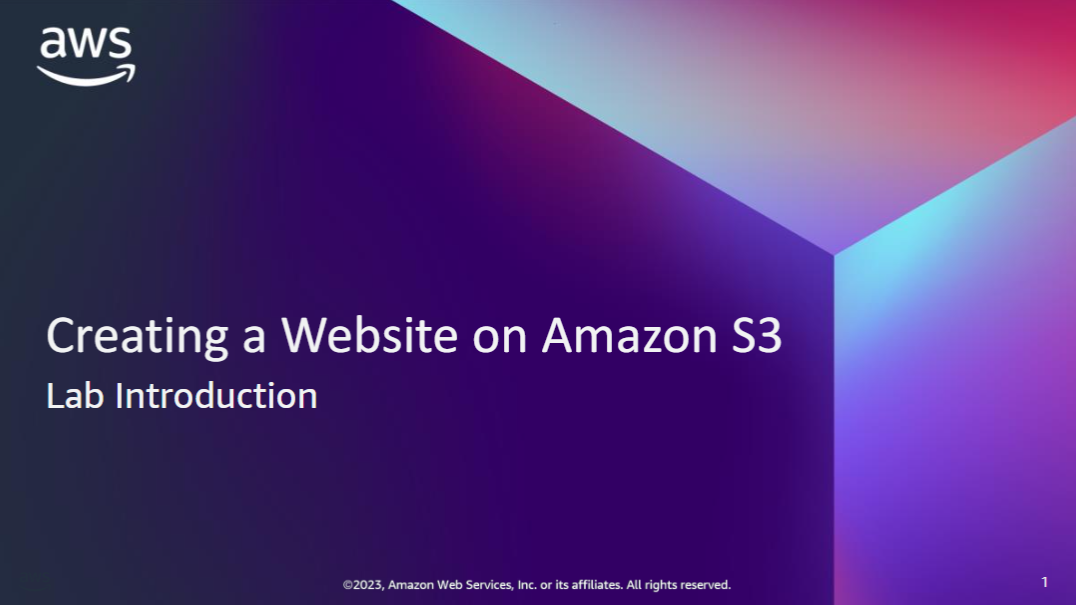 aws
Creating a Website on Amazon S3
Lab Introduction
©2023, Amazon Web Services, Inc. or its affiliates. All rights reserved.
1